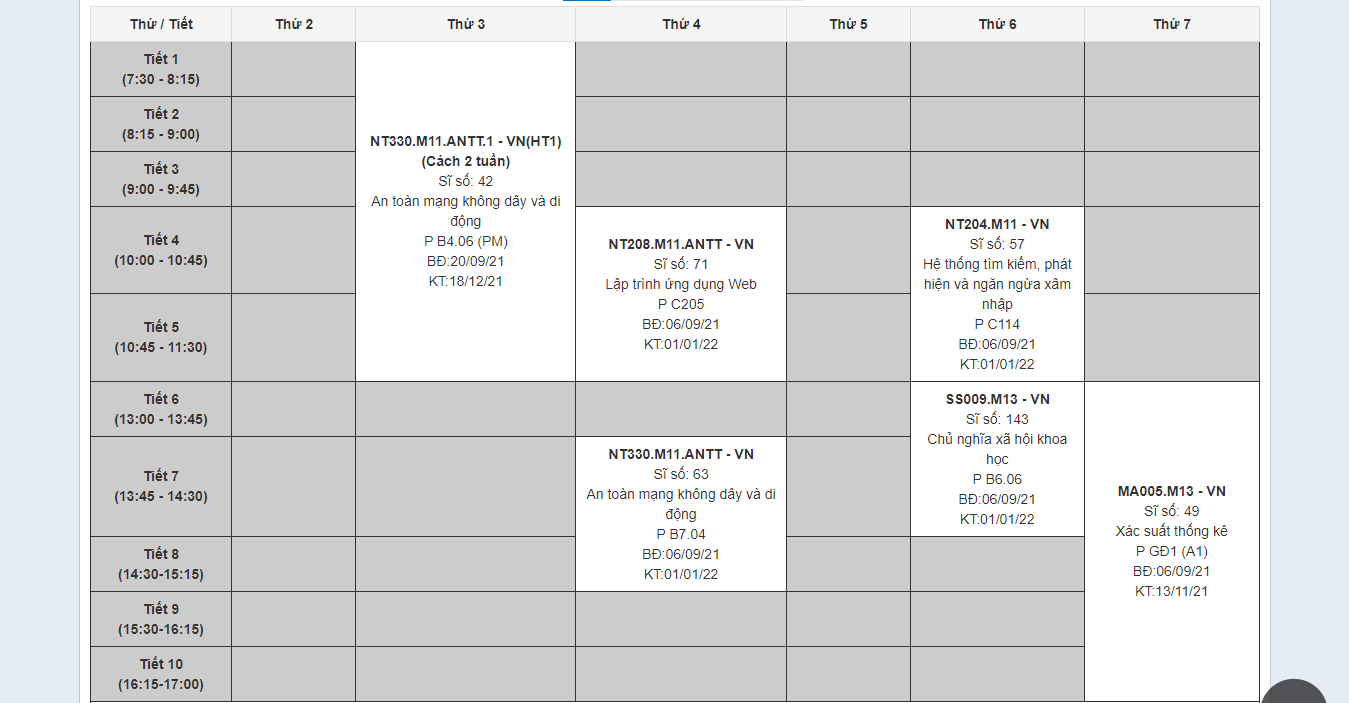 Thứ / Tiết
Thứ 2
Thứ 3
Thứ 4
Thứ 5
Thứ 6
Thứ 7
Tiết 1
(7:30 - 8:15)
NT330.M11.ANTT.1 - VN(HT1)
(Cách 2 tuần)
Sĩ số: 42
An toàn mạng không dây và di
động
P B4.06 (PM)
BĐ:20/09/21
KT:18/12/21
Tiết 2
(8:15 - 9:00)
Tiết 3
(9:00 - 9:45)
Tiết 4
(10:00 - 10:45)
NT208.M11.ANTT - VN
Sĩ số: 71
Lập trình ứng dụng Web
P C205
BĐ:06/09/21
KT:01/01/22
NT204.M11 - VN
Sĩ số: 57
Hệ thống tìm kiếm, phát
hiện và ngăn ngừa xâm
nhập
P C114
BĐ:06/09/21
KT:01/01/22
Tiết 5
(10:45 - 11:30)
Tiết 6
(13:00 - 13:45)
SS009.M13 - VN
Sĩ số: 143
Chủ nghĩa xã hội khoa
học
P B6.06
BĐ:06/09/21
KT:01/01/22
MA005.M13 - VN
Sĩ số: 49
Xác suất thống kê
P GĐ1 (A1)
BĐ:06/09/21
KT:13/11/21
Tiết 7
(13:45 - 14:30)
NT330.M11.ANTT - VN
Sĩ số: 63
An toàn mạng không dây và di
động
P B7.04
BĐ:06/09/21
KT:01/01/22
Tiết 8
(14:30-15:15)
Tiết 9
(15:30-16:15)
Tiết 10
(16:15-17:00)